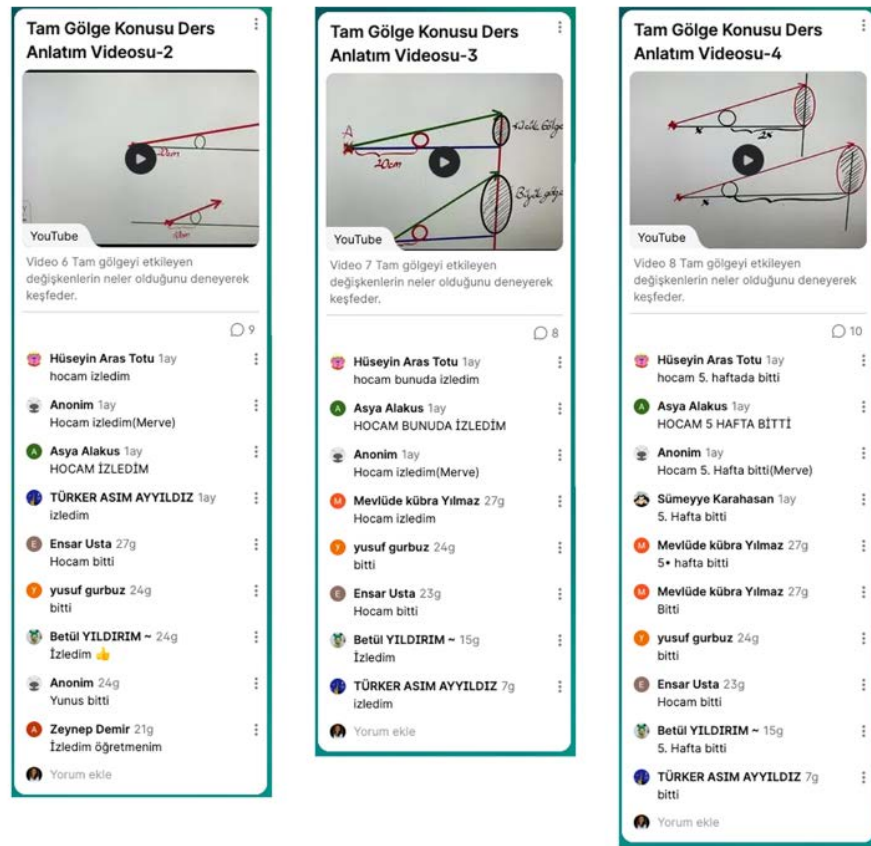 Tam Gölge Konusu Ders
Anlatım Videosu-2
YouTube
Video 6 Tam gölgeyi etkileyen
değişkenlerin neler olduğunu deneyerek
keşfeder.
9
Hüseyin Aras Totu 1ay
hocam izledim
Anonim 1ay
Hocam izledim(Merve)
A
Asya Alakus 1ay
HOCAM İZLEDİM
TÜRKER ASIM AYYILDIZ 1ay
izledim
E
Ensar Usta 27g
Hocam bitti
Y
yusuf gurbuz 24g
bitti
Betül YILDIRIM ~ 24g
İzledim 👍
Anonim 24g
Yunus bitti
A
Zeynep Demir 21g
İzledim öğretmenim
Yorum ekle
Tam Gölge Konusu Ders
Anlatım Videosu-3
A
20cm
Küçük Gölge
Büyük gölge
YouTube
Video 7 Tam gölgeyi etkileyen
değişkenlerin neler olduğunu deneyerek
keşfeder.
8
Hüseyin Aras Totu 1ay
hocam bunuda izledim
A
Asya Alakus 1ay
HOCAM BUNUDA İZLEDİM
Anonim 1ay
Hocam izledim(Merve)
M
Mevlüde kübra Yılmaz 27g
Hocam izledim
Y
yusuf gurbuz 24g
bitti
E
Ensar Usta 23g
Hocam bitti
Betül YILDIRIM ~ 15g
İzledim
TÜRKER ASIM AYYILDIZ 7g
izledim
Yorum ekle
Tam Gölge Konusu Ders
Anlatım Videosu-4
x
2x
x
YouTube
Video 8 Tam gölgeyi etkileyen
değişkenlerin neler olduğunu deneyerek
keşfeder.
10
Hüseyin Aras Totu 1ay
hocam 5. haftada bitti
A
Asya Alakus 1ay
HOCAM 5 HAFTA BİTTİ
Anonim 1ay
Hocam 5. Hafta bitti(Merve)
Sümeyye Karahasan 1ay
5. Hafta bitti
M
Mevlüde kübra Yılmaz 27g
5• hafta bitti
M
Mevlüde kübra Yılmaz 27g
Bitti
Y
yusuf gurbuz 24g
bitti
E
Ensar Usta 23g
Hocam bitti
Betül YILDIRIM ~ 15g
5. Hafta bitti
TÜRKER ASIM AYYILDIZ 7g
bitti
Yorum ekle